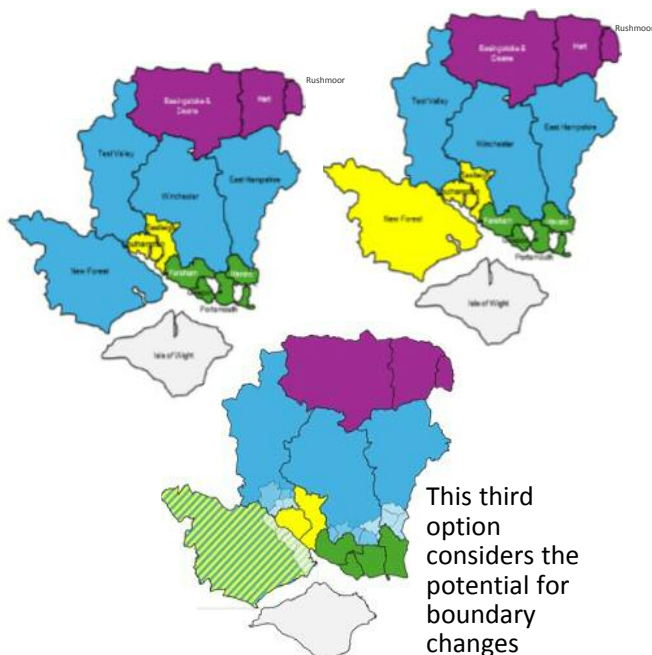 Rushmoor
Basingstoke &
Deane
Hart
Test Valley
Winchester
East Hampshire
Eastleigh
Southampton
New Forest
Fareham
Havant
Portsmouth
Isle of Wight
Rushmoor
Basingstoke &
Deane
Hart
Test Valley
Winchester
East Hampshire
Eastleigh
Southampton
New Forest
Fareham
Havant
Portsmouth
Isle of Wight
This third
option
considers the
potential for
boundary
changes